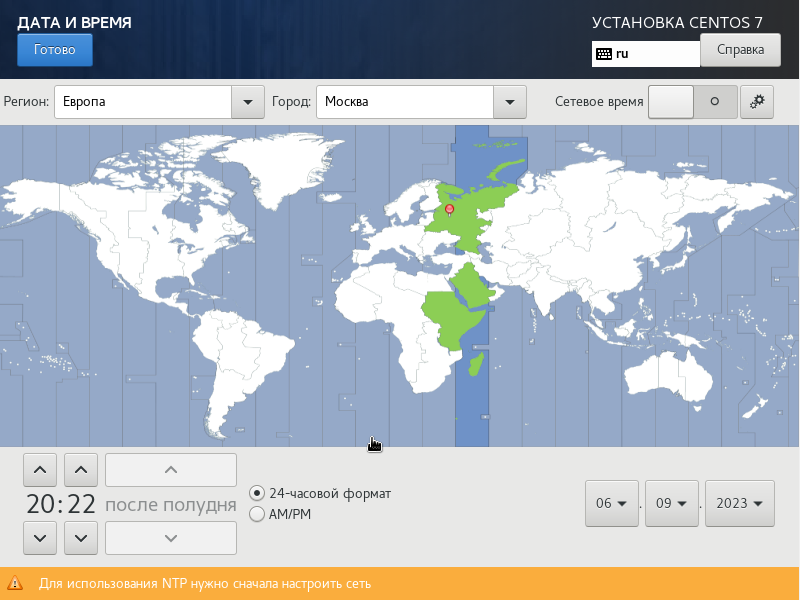 ДАТА И ВРЕМЯ
УСТАНОВКА CENTOS 7
Готово
ru
Справка
Регион: Европа Город: Москва Сетевое время
20:22 после полудня
24-часовой формат
AM/PM
06 . 09 . 2023
Для использования NTP нужно сначала настроить сеть